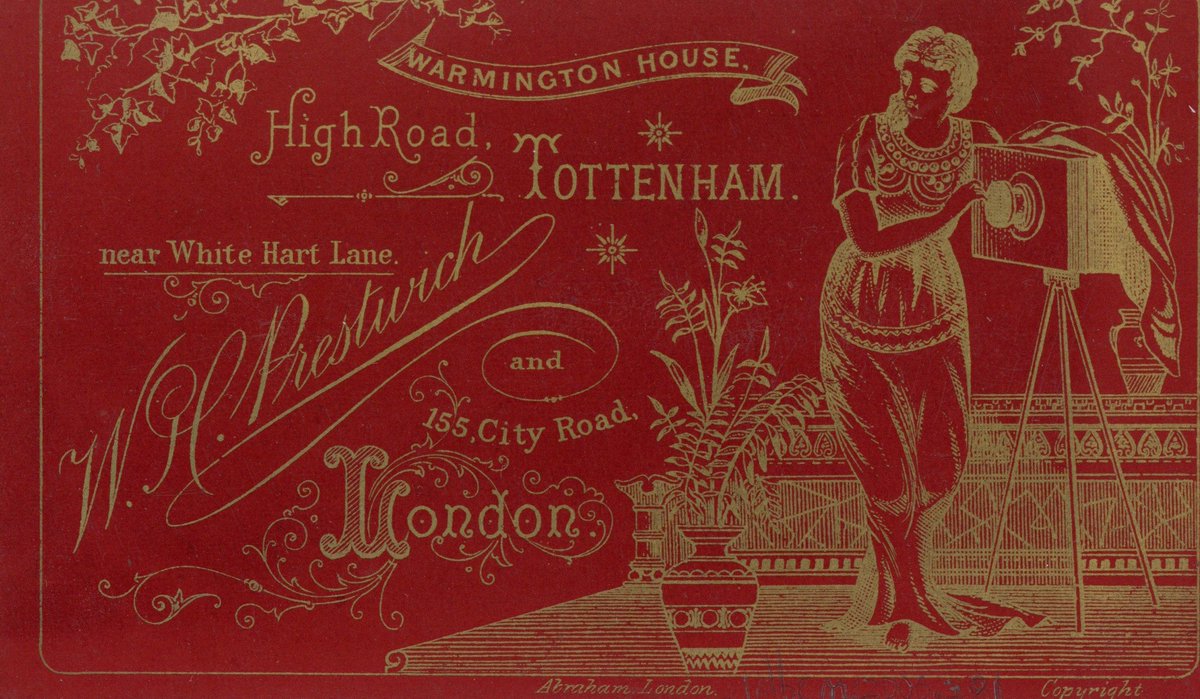 WARMINGTON HOUSE,
High Road,
TOTTENHAM.
near White Hart Lane.
W. H. Prestwich
and
155, City Road,
London.
Abraham. London.
Copyright